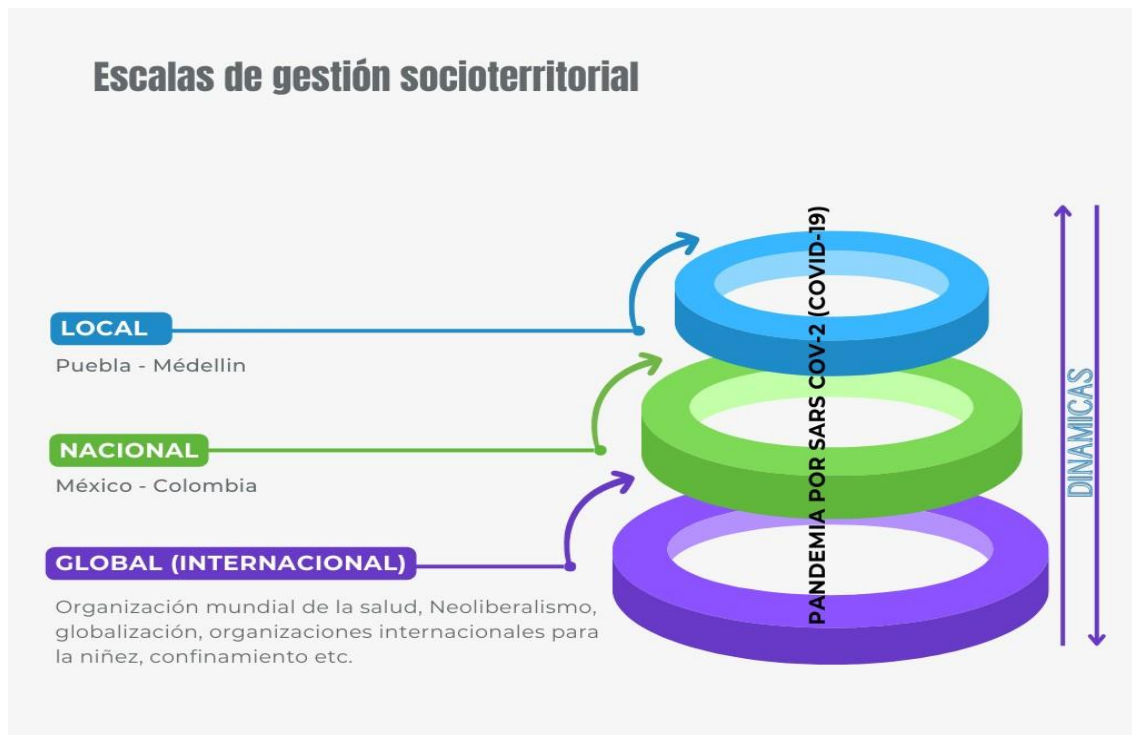 Escalas de gestión socioterritorial
LOCAL
Puebla - Médellin
NACIONAL
México - Colombia
GLOBAL (INTERNACIONAL)
Organización mundial de la salud, Neoliberalismo,
globalización, organizaciones internacionales para
la niñez, confinamiento etc.
PANDEMIA POR SARS COV-2 (COVID-19)
DINAMICAS